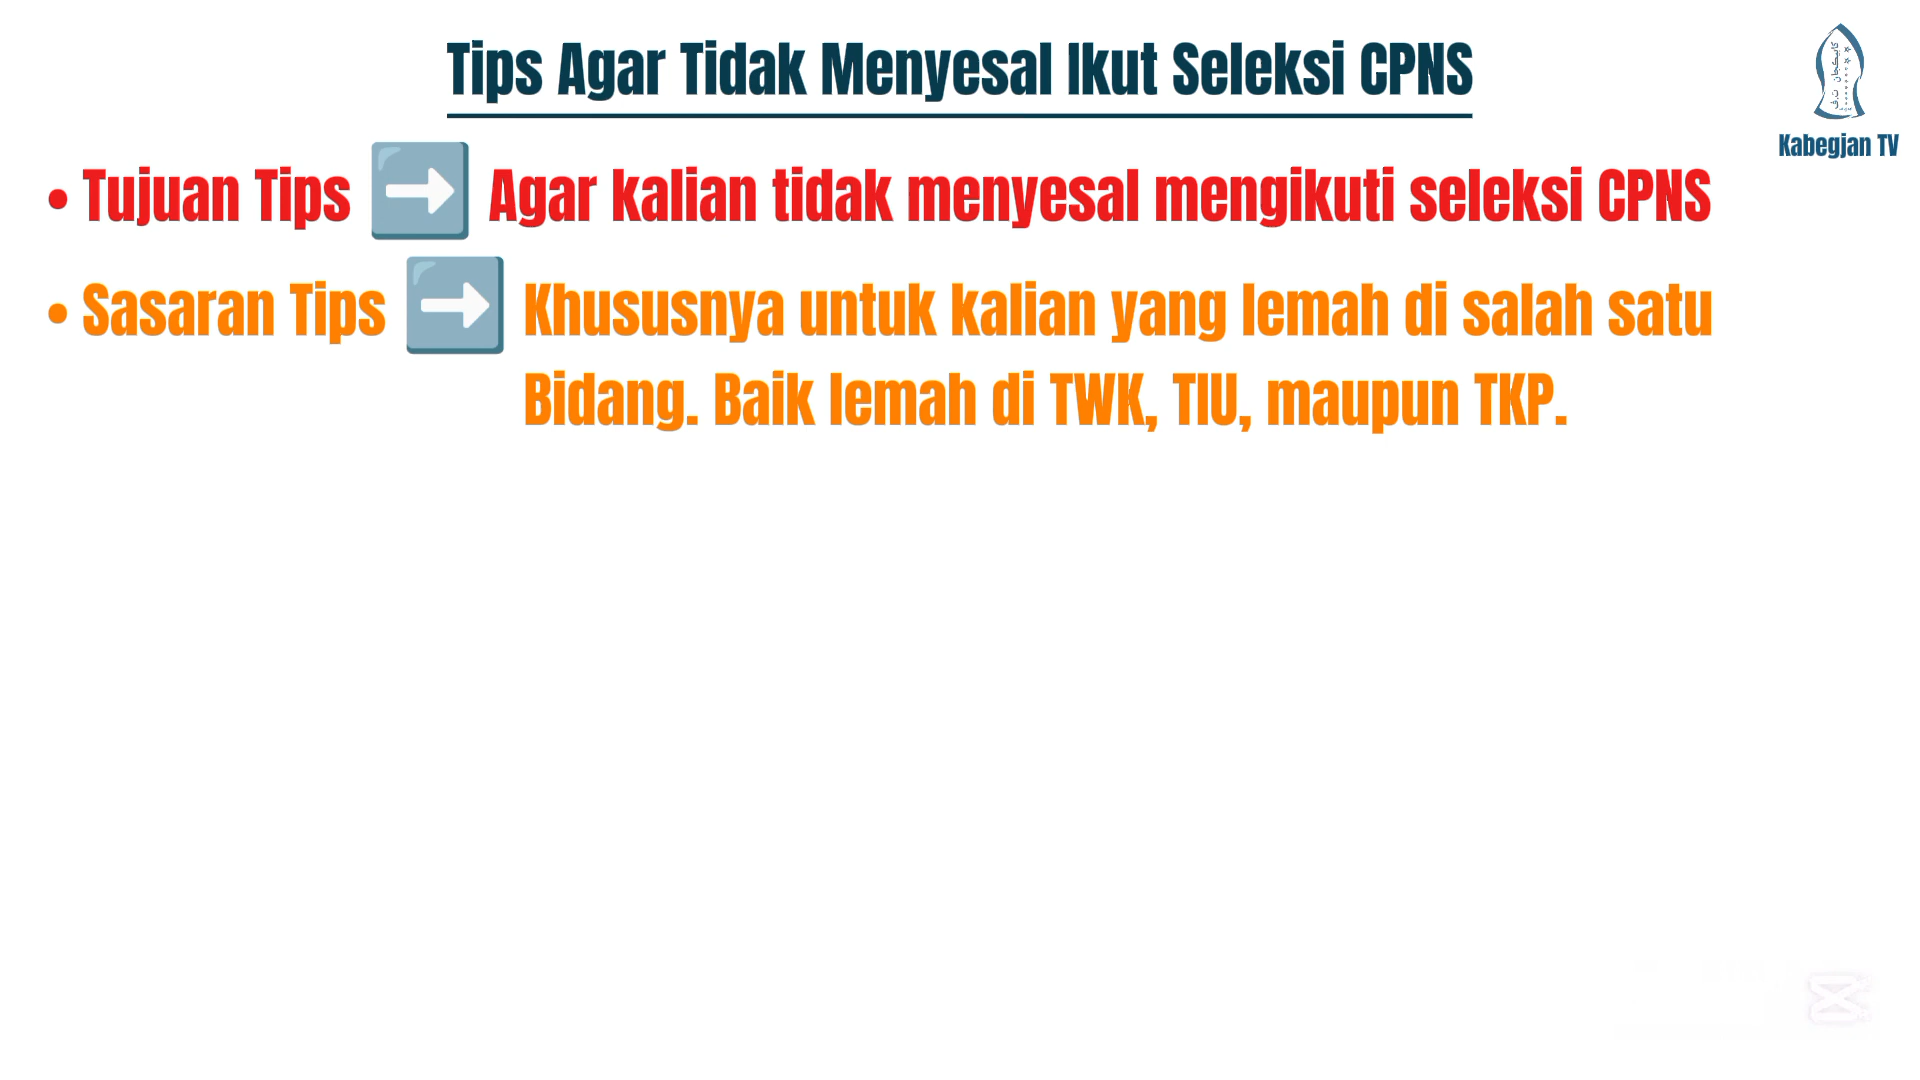 Tips Agar Tidak Menyesal Ikut Seleksi CPNS
Kabegjan TV
• Tujuan Tips ➡️ Agar kalian tidak menyesal mengikuti seleksi CPNS
• Sasaran Tips ➡️ Khususnya untuk kalian yang lemah di salah satu
Bidang. Baik lemah di TWK, TIU, maupun TKP.